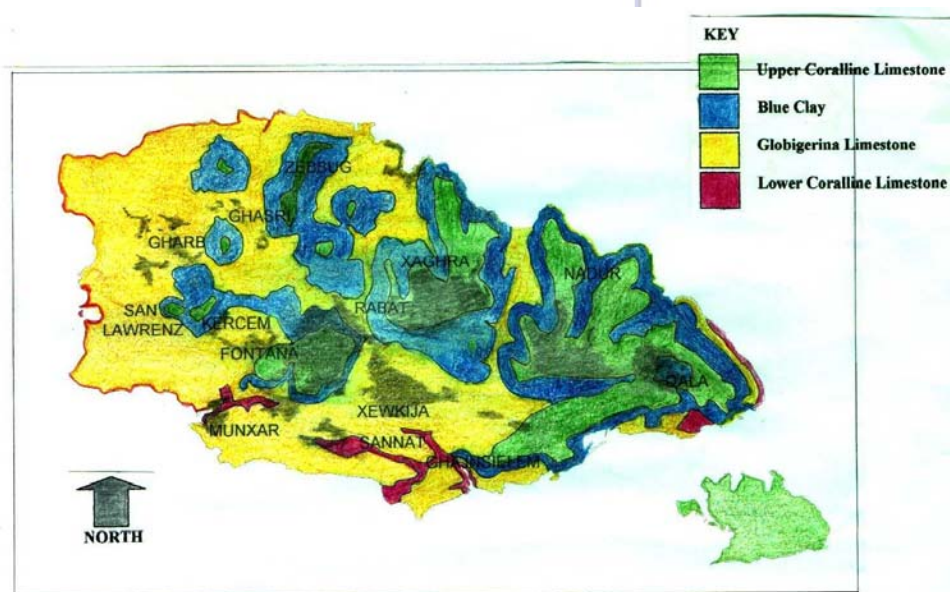 KEY
Upper Coralline Limestone
Blue Clay
Globigerina Limestone
Lower Coralline Limestone
ZEBBUG
GHASRI
GHARB
XAGHRA
NADUR
SAN
LAWRENZ
KERCEM
RABAT
FONTANA
QALA
XEWKIJA
MUNXAR
SANNAT
GHAJNSIELEM
NORTH